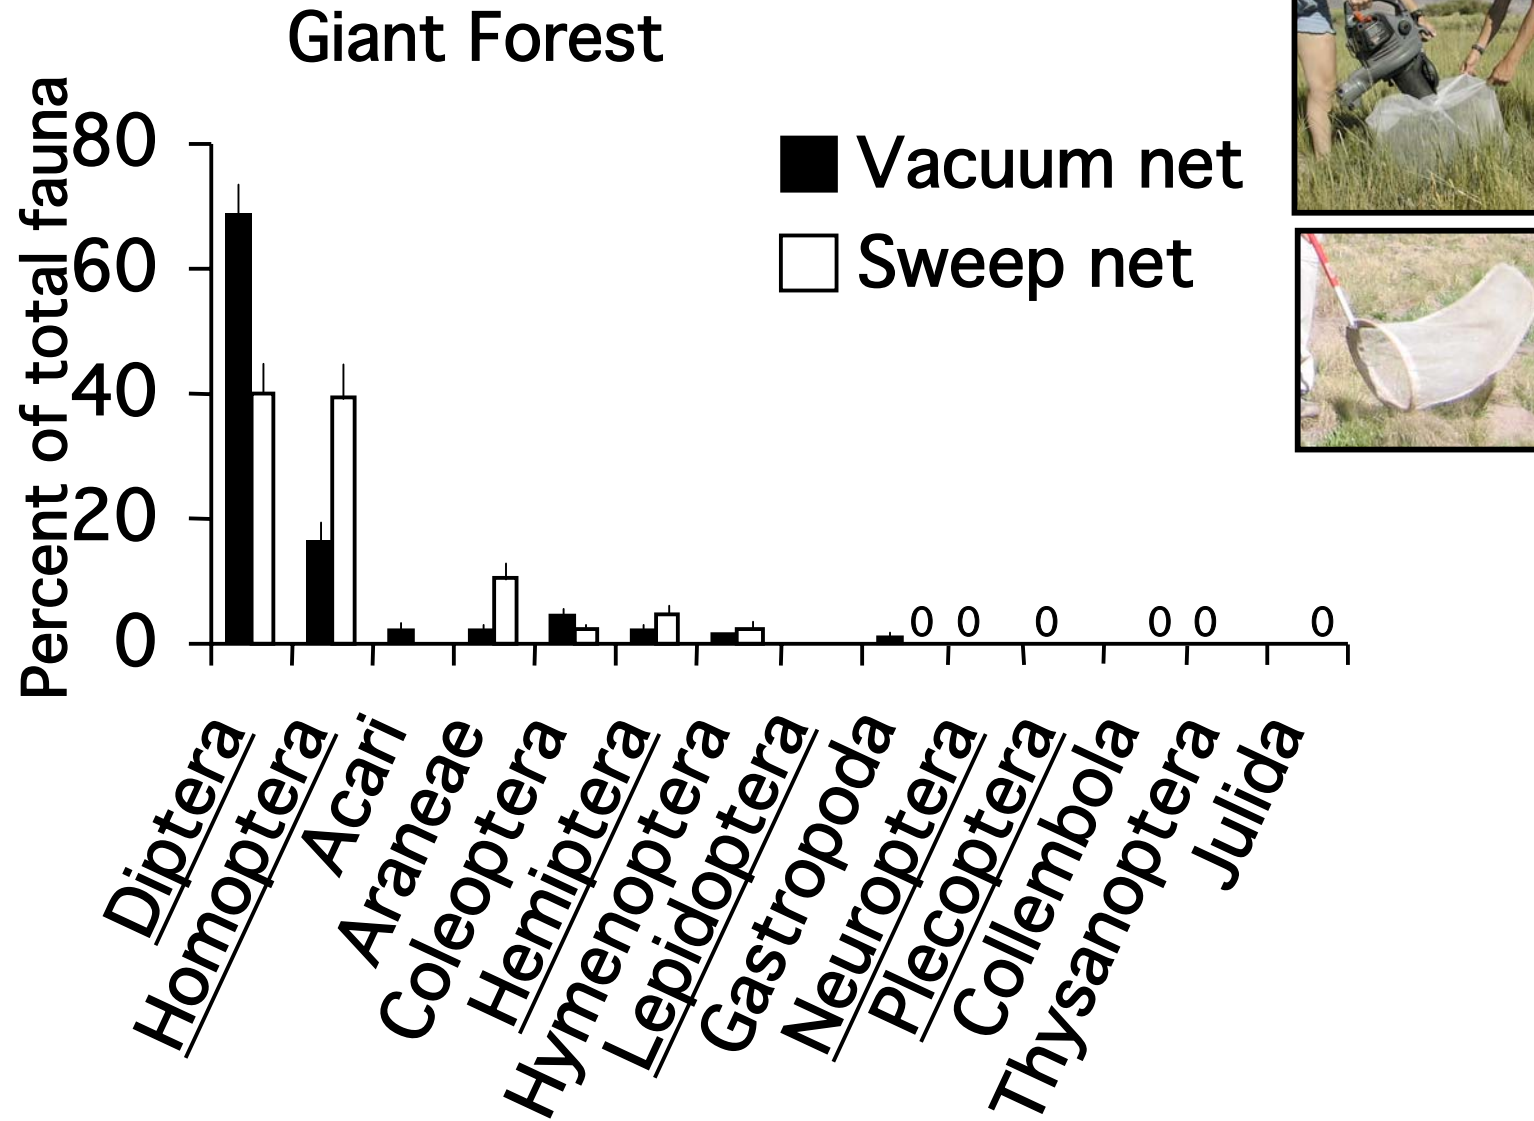 Giant Forest
Percent of total fauna
80
60
40
20
0
Vacuum net
Sweep net
0 0 0 0 0 0
Diptera
Homoptera
Acari
Araneae
Coleoptera
Hemiptera
Hymenoptera
Lepidoptera
Gastropoda
Neuroptera
Plecoptera
Collembola
Thysanoptera
Julida